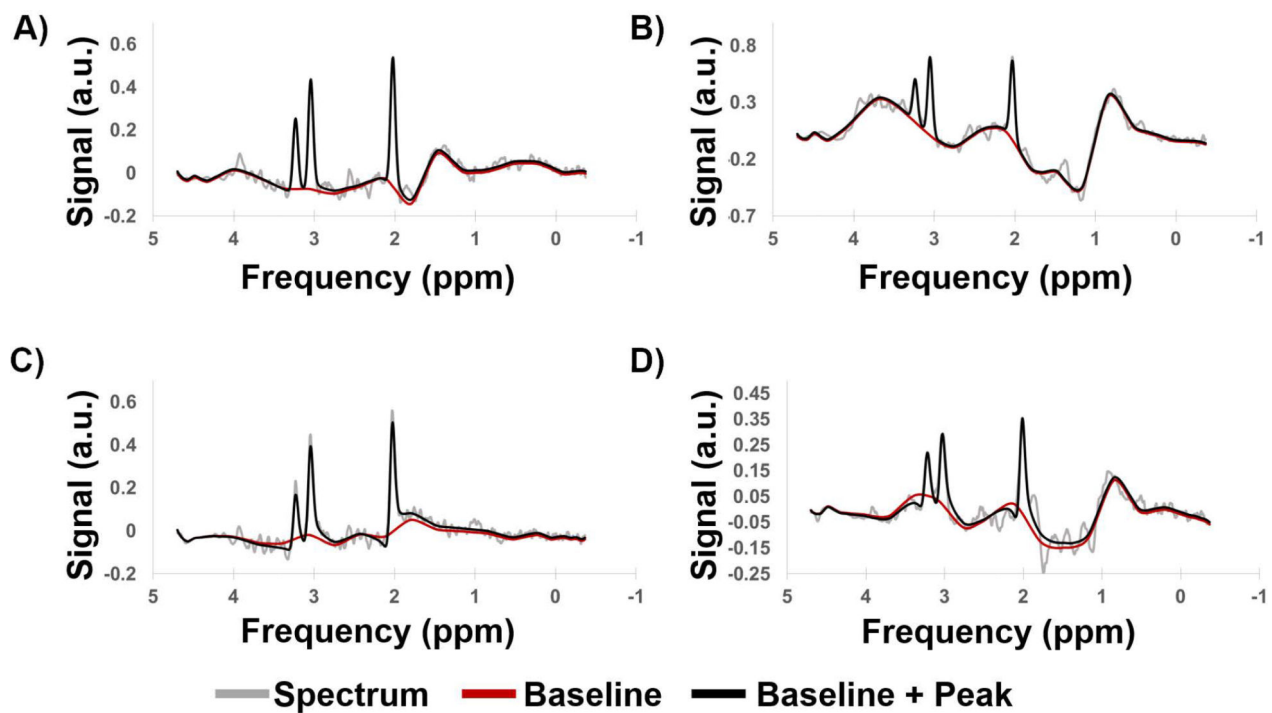 A)
Signal (a.u.)
0.6
0.4
0.2
0
-0.2
5 4 3 2 1 0 -1
Frequency (ppm)
B)
Signal (a.u.)
0.8
0.3
-0.2
-0.7
5 4 3 2 1 0 -1
Frequency (ppm)
C)
Signal (a.u.)
0.6
0.4
0.2
0
-0.2
5 4 3 2 1 0 -1
Frequency (ppm)
D)
Signal (a.u.)
0.45
0.35
0.25
0.15
0.05
-0.05
-0.15
-0.25
5 4 3 2 1 0 -1
Frequency (ppm)
Spectrum Baseline Baseline + Peak